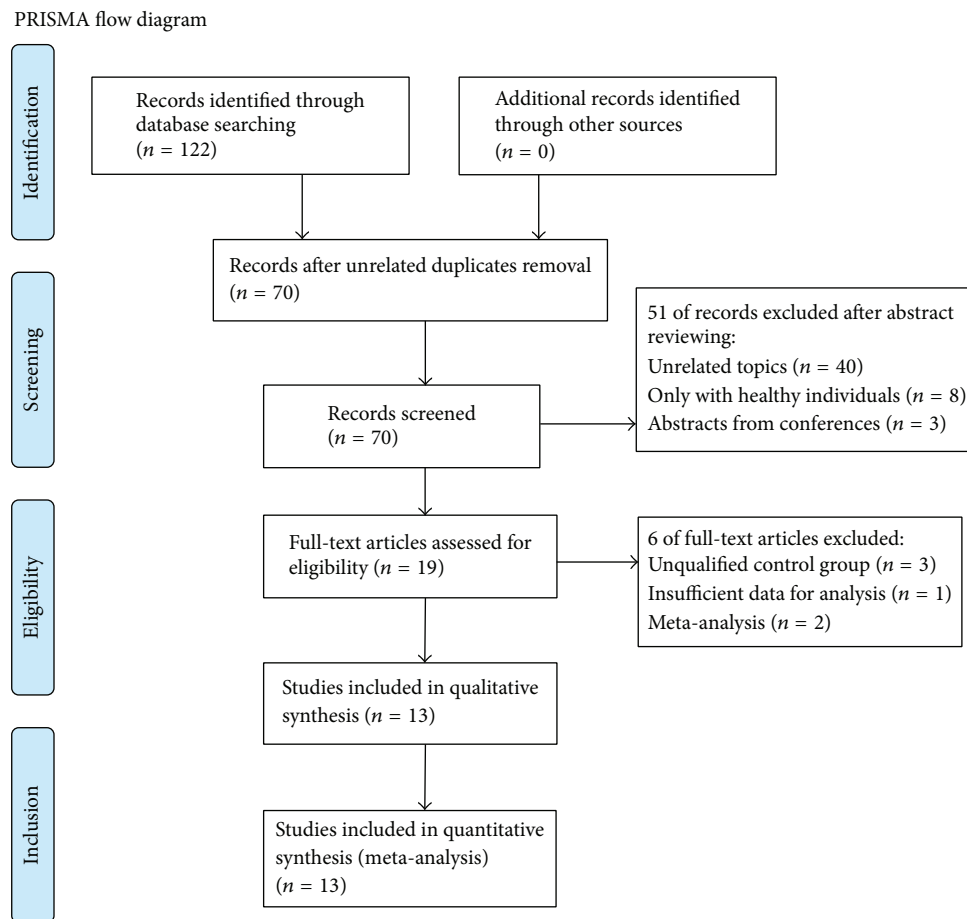 PRISMA flow diagram
Identification
Records identified through
database searching
(n = 122)
Additional records identified
through other sources
(n = 0)
Records after unrelated duplicates removal
(n = 70)
Screening
51 of records excluded after abstract
reviewing:
Unrelated topics (n = 40)
Only with healthy individuals (n = 8)
Abstracts from conferences (n = 3)
Records screened
(n = 70)
Eligibility
Full-text articles assessed for
eligibility (n = 19)
6 of full-text articles excluded:
Unqualified control group (n = 3)
Insufficient data for analysis (n = 1)
Meta-analysis (n = 2)
Studies included in qualitative
synthesis (n = 13)
Inclusion
Studies included in quantitative
synthesis (meta-analysis)
(n = 13)